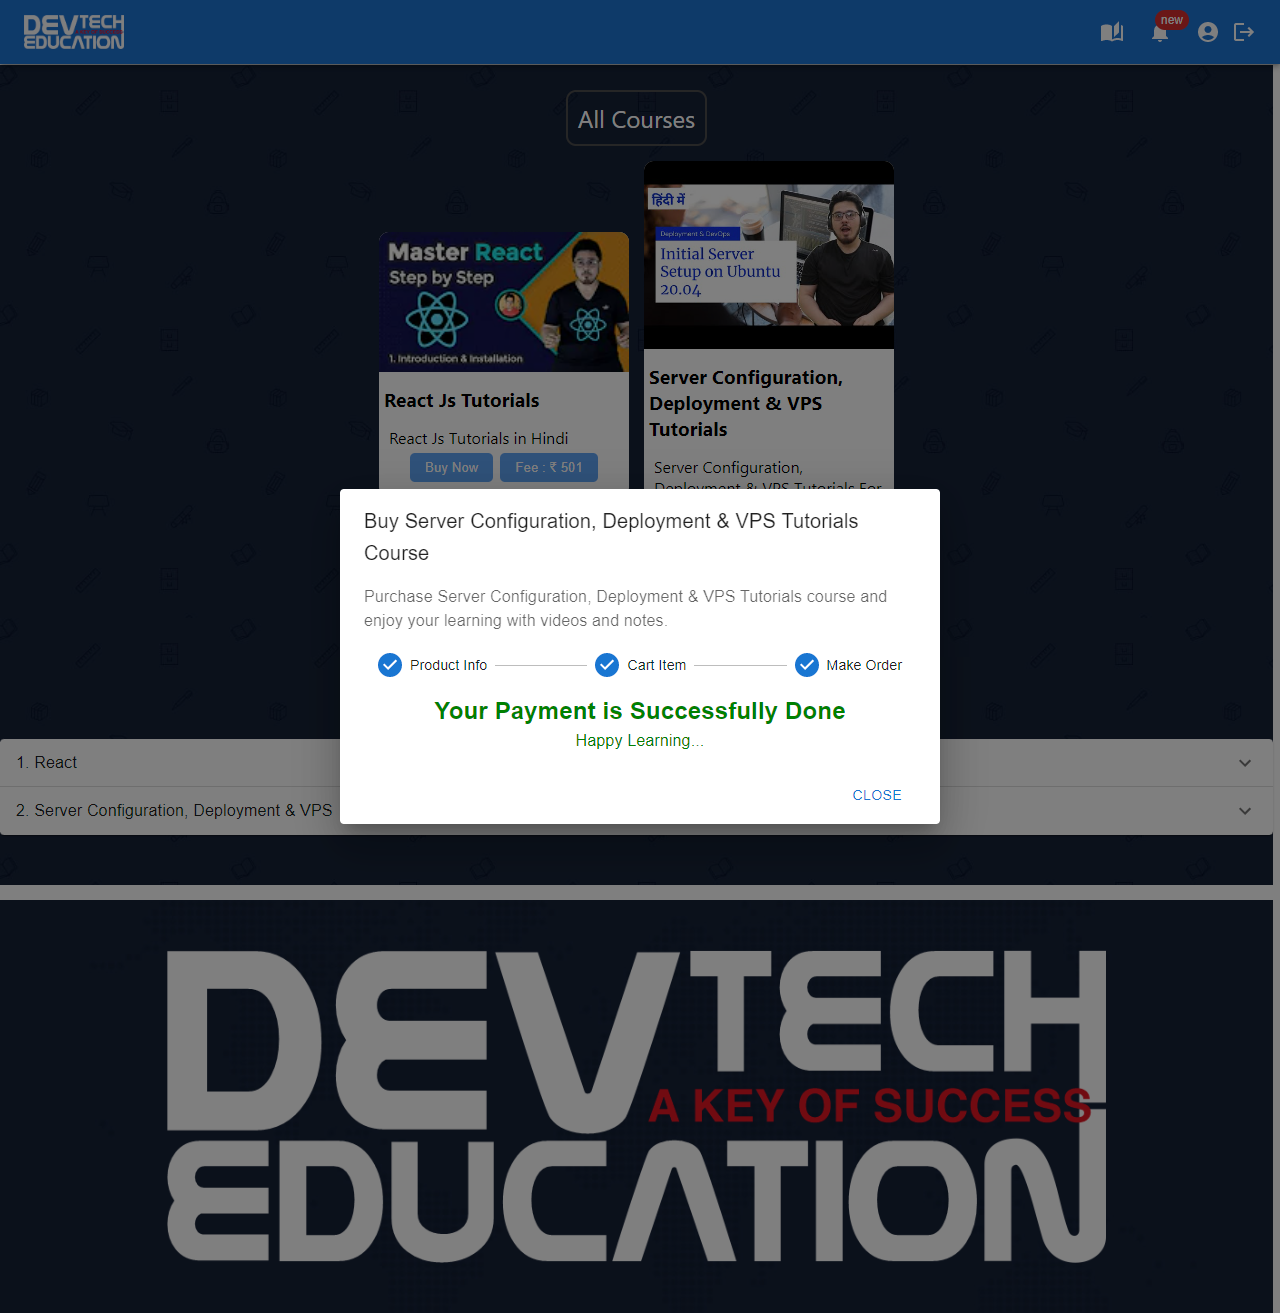 DEVTECH
EDUCATION
new
All Courses
हिंदी में
Deployment & DevOps
Initial Server
Setup on Ubuntu
20.04
Master React
Step by Step
1. Introduction & Installation
React Js Tutorials
React Js Tutorials in Hindi
Buy Now
Fee : ₹ 501
Server Configuration,
Deployment & VPS
Tutorials
Server Configuration,
Deployment & VPS Tutorials For
Buy Server Configuration, Deployment & VPS Tutorials
Course
Purchase Server Configuration, Deployment & VPS Tutorials course and
enjoy your learning with videos and notes.
Product Info
Cart Item
Make Order
Your Payment is Successfully Done
Happy Learning...
CLOSE
1. React
2. Server Configuration, Deployment & VPS
DEVTECH
A KEY OF SUCCESS
EDUCATION